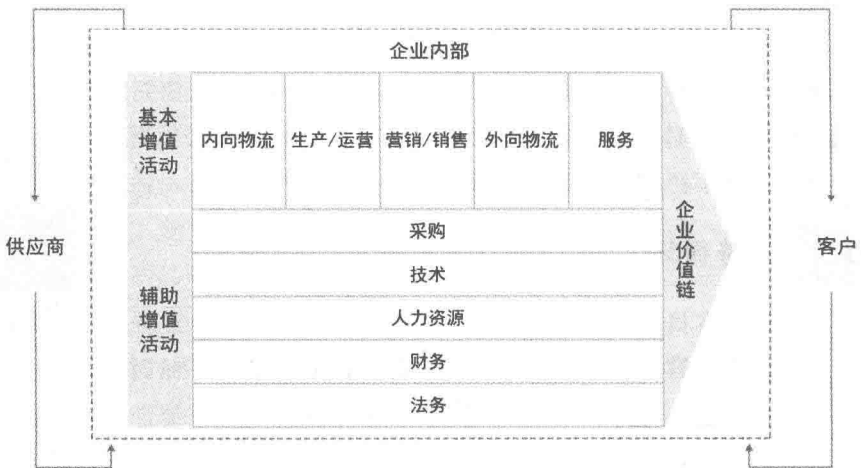 企业内部
基本
增值
活动
内向物流
生产/运营
营销/销售
外向物流
服务
辅助
增值
活动
采购
技术
人力资源
财务
法务
企业价值链
供应商
客户